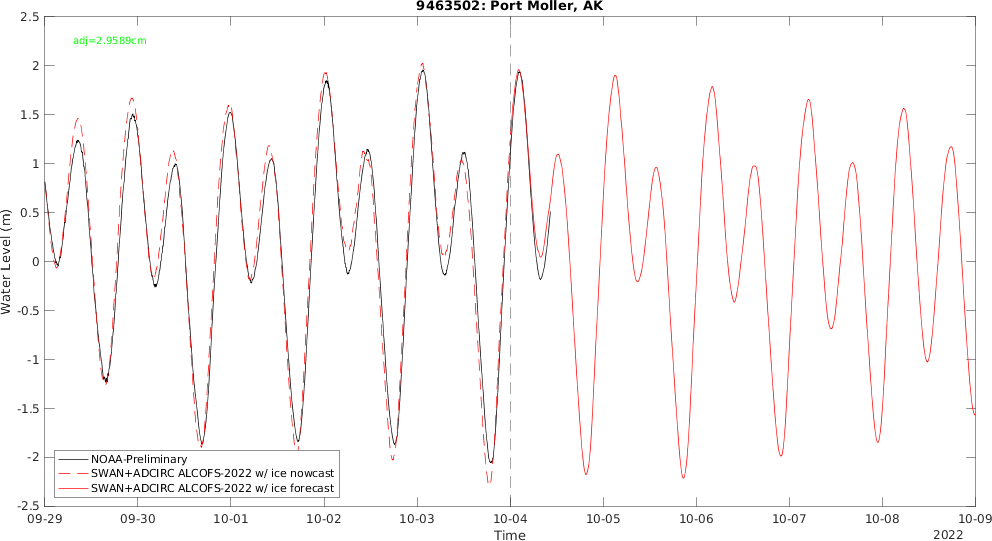 9463502: Port Moller, AK
adj=2.9589cm
2.5
2
1.5
1
0.5
0
-0.5
-1
-1.5
-2
-2.5
Water Level (m)
NOAA-Preliminary
SWAN+ADCIRC ALCOFS-2022 w/ ice nowcast
SWAN+ADCIRC ALCOFS-2022 w/ ice forecast
09-29 09-30 10-01 10-02 10-03 10-04 10-05 10-06 10-07 10-08 10-09
Time
2022